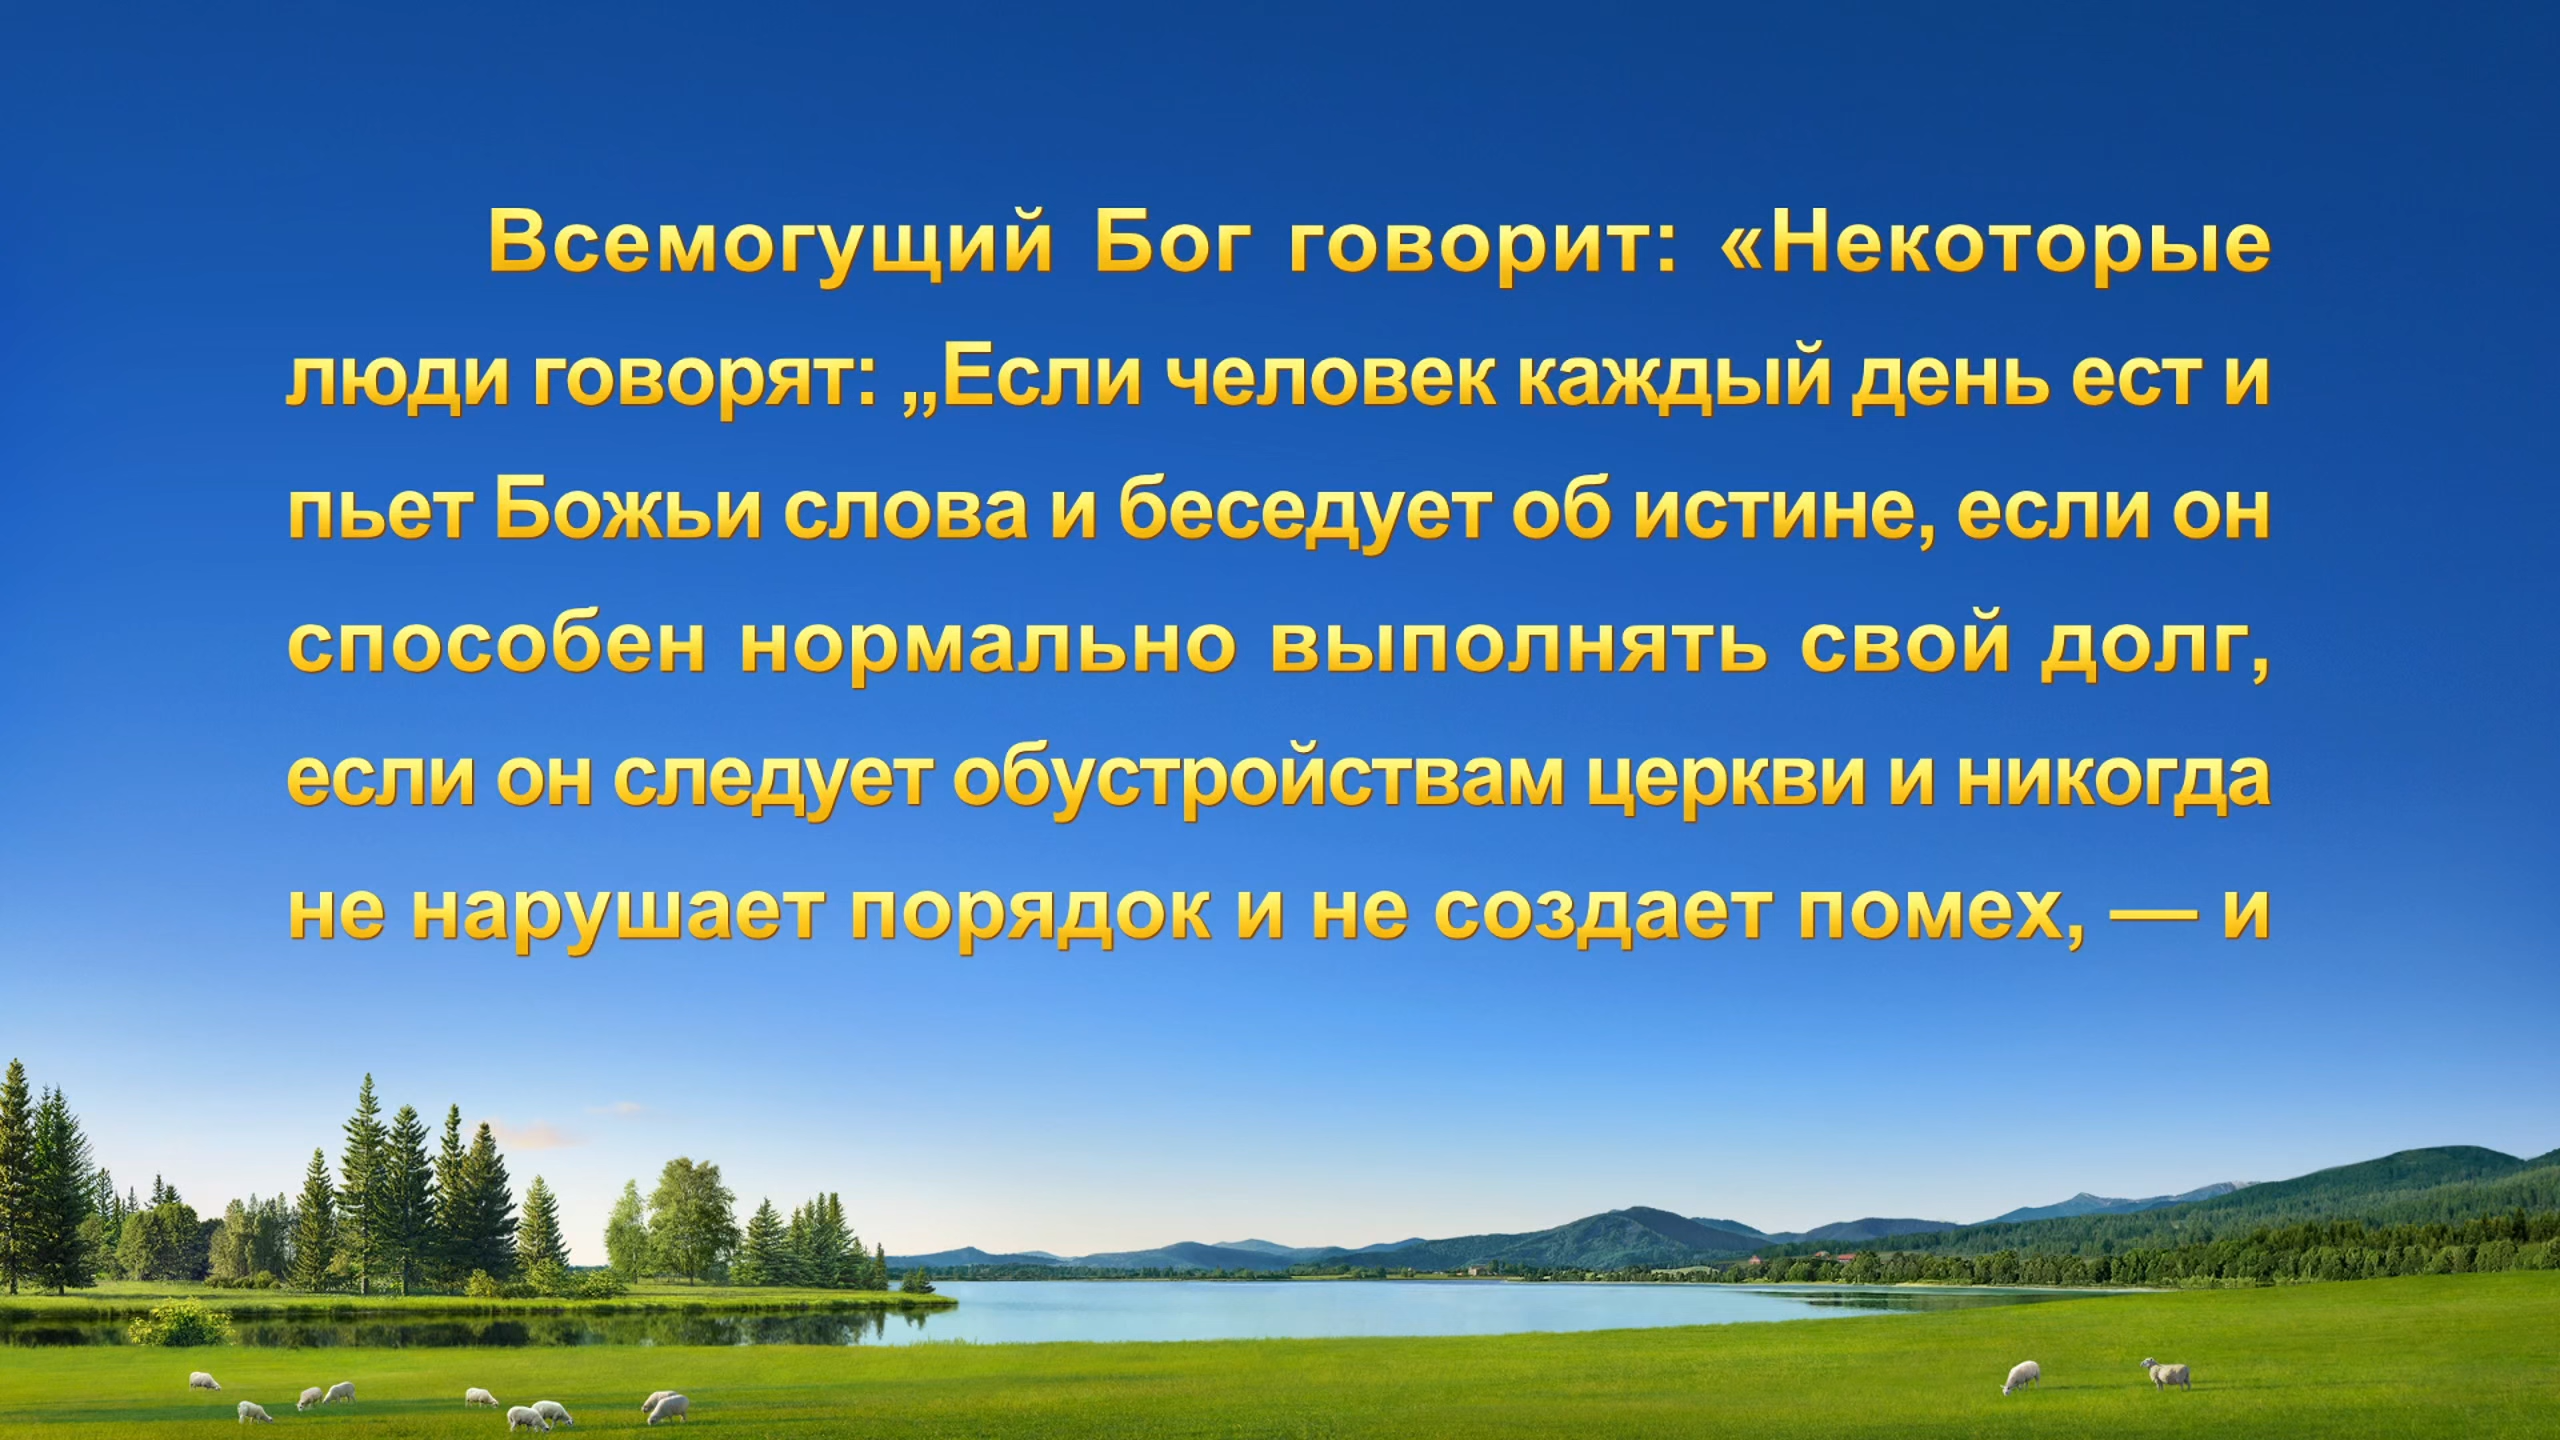 Всемогущий Бог говорит: «Некоторые
люди говорят: „Если человек каждый день ест и
пьет Божьи слова и беседует об истине, если он
способен нормально выполнять свой долг,
если он следует обустройствам церкви и никогда
не нарушает порядок и не создает помех, — и